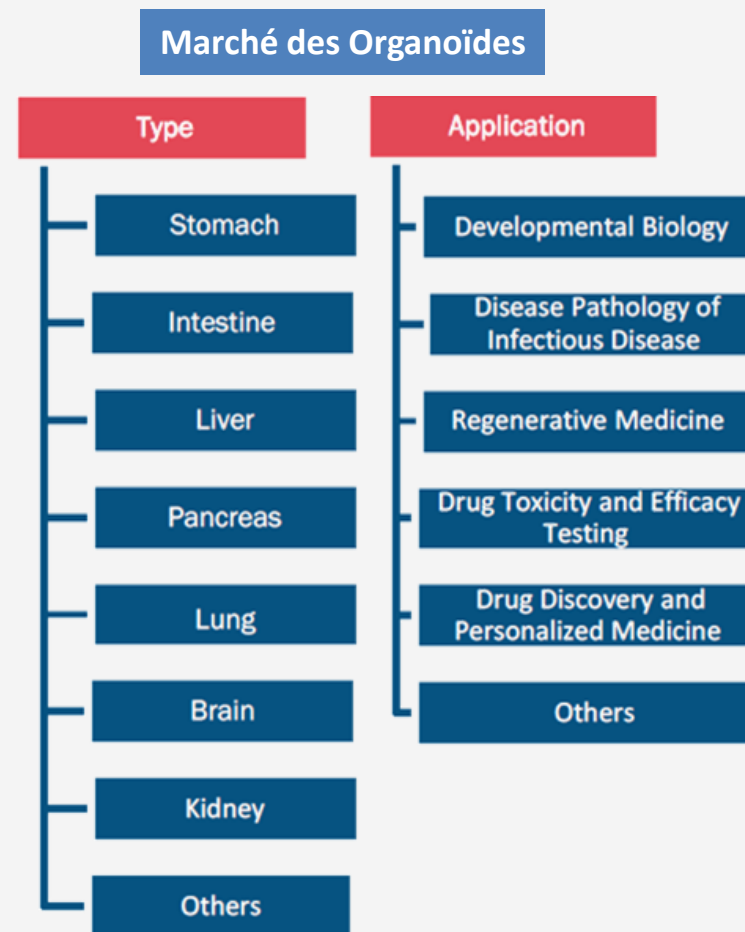 Marché des Organoïdes
Type
Stomach
Intestine
Liver
Pancreas
Lung
Brain
Kidney
Others
Application
Developmental Biology
Disease Pathology of
Infectious Disease
Regenerative Medicine
Drug Toxicity and Efficacy
Testing
Drug Discovery and
Personalized Medicine
Others